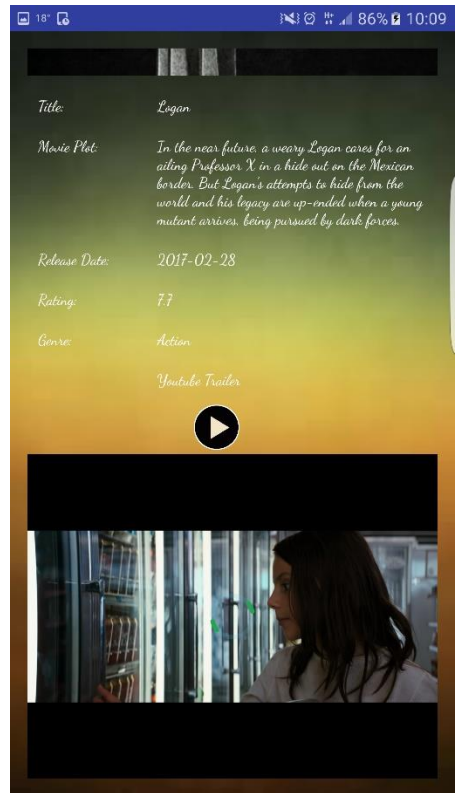 18° 86% 10:09
Title: Logan
Movie Plot: In the near future, a weary Logan cares for an
ailing Professor X in a hide out on the Mexican
border. But Logan's attempts to hide from the
world and his legacy are up-ended when a young
mutant arrives, being pursued by dark forces.
Release Date: 2017-02-28
Rating: 7.7
Genre: Action
Youtube Trailer